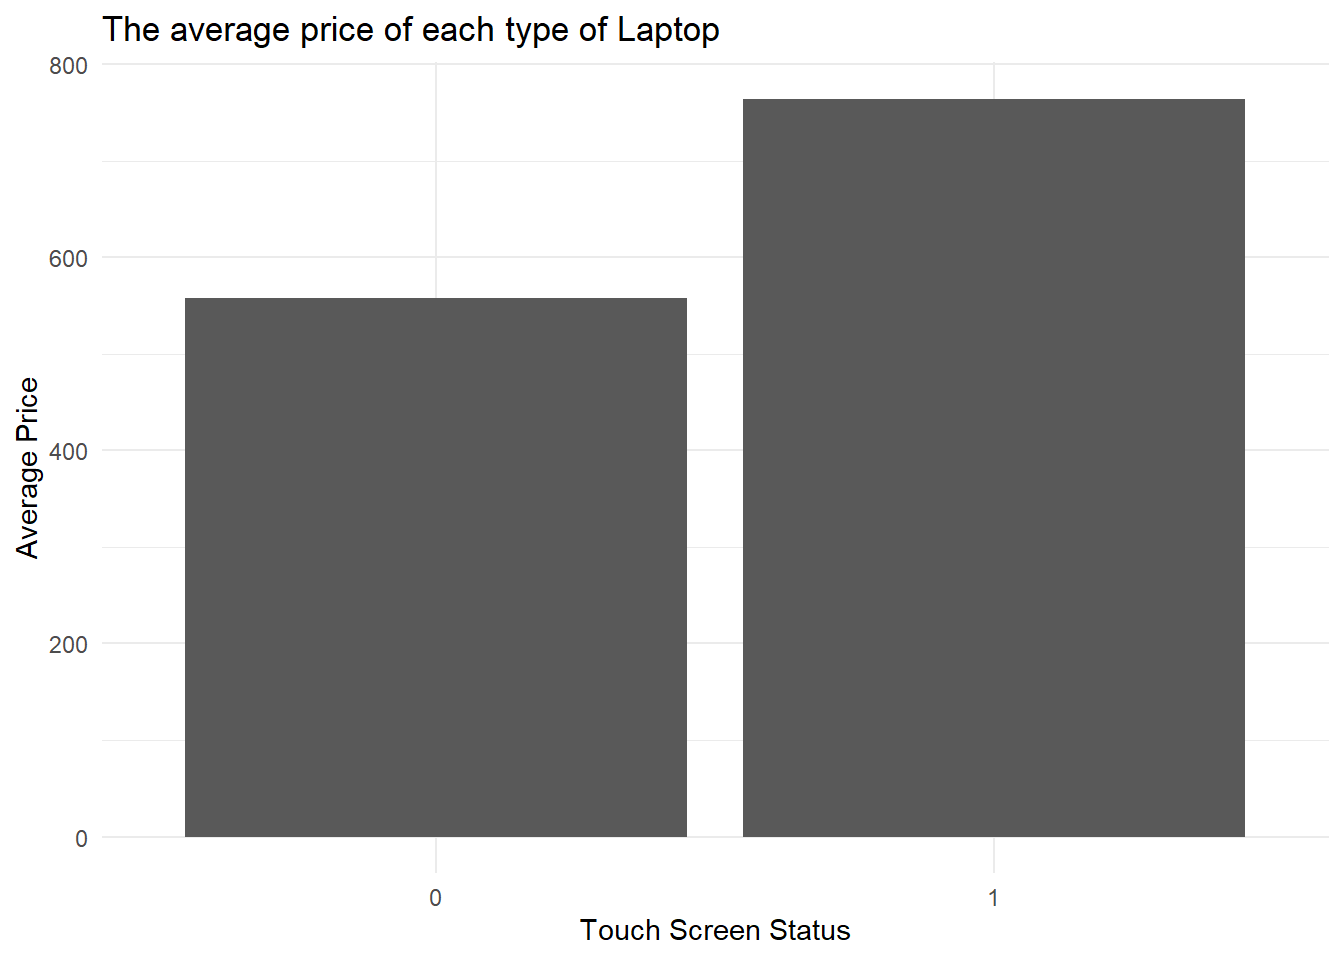 The average price of each type of Laptop
800
600
400
200
0
Average Price
0 1
Touch Screen Status